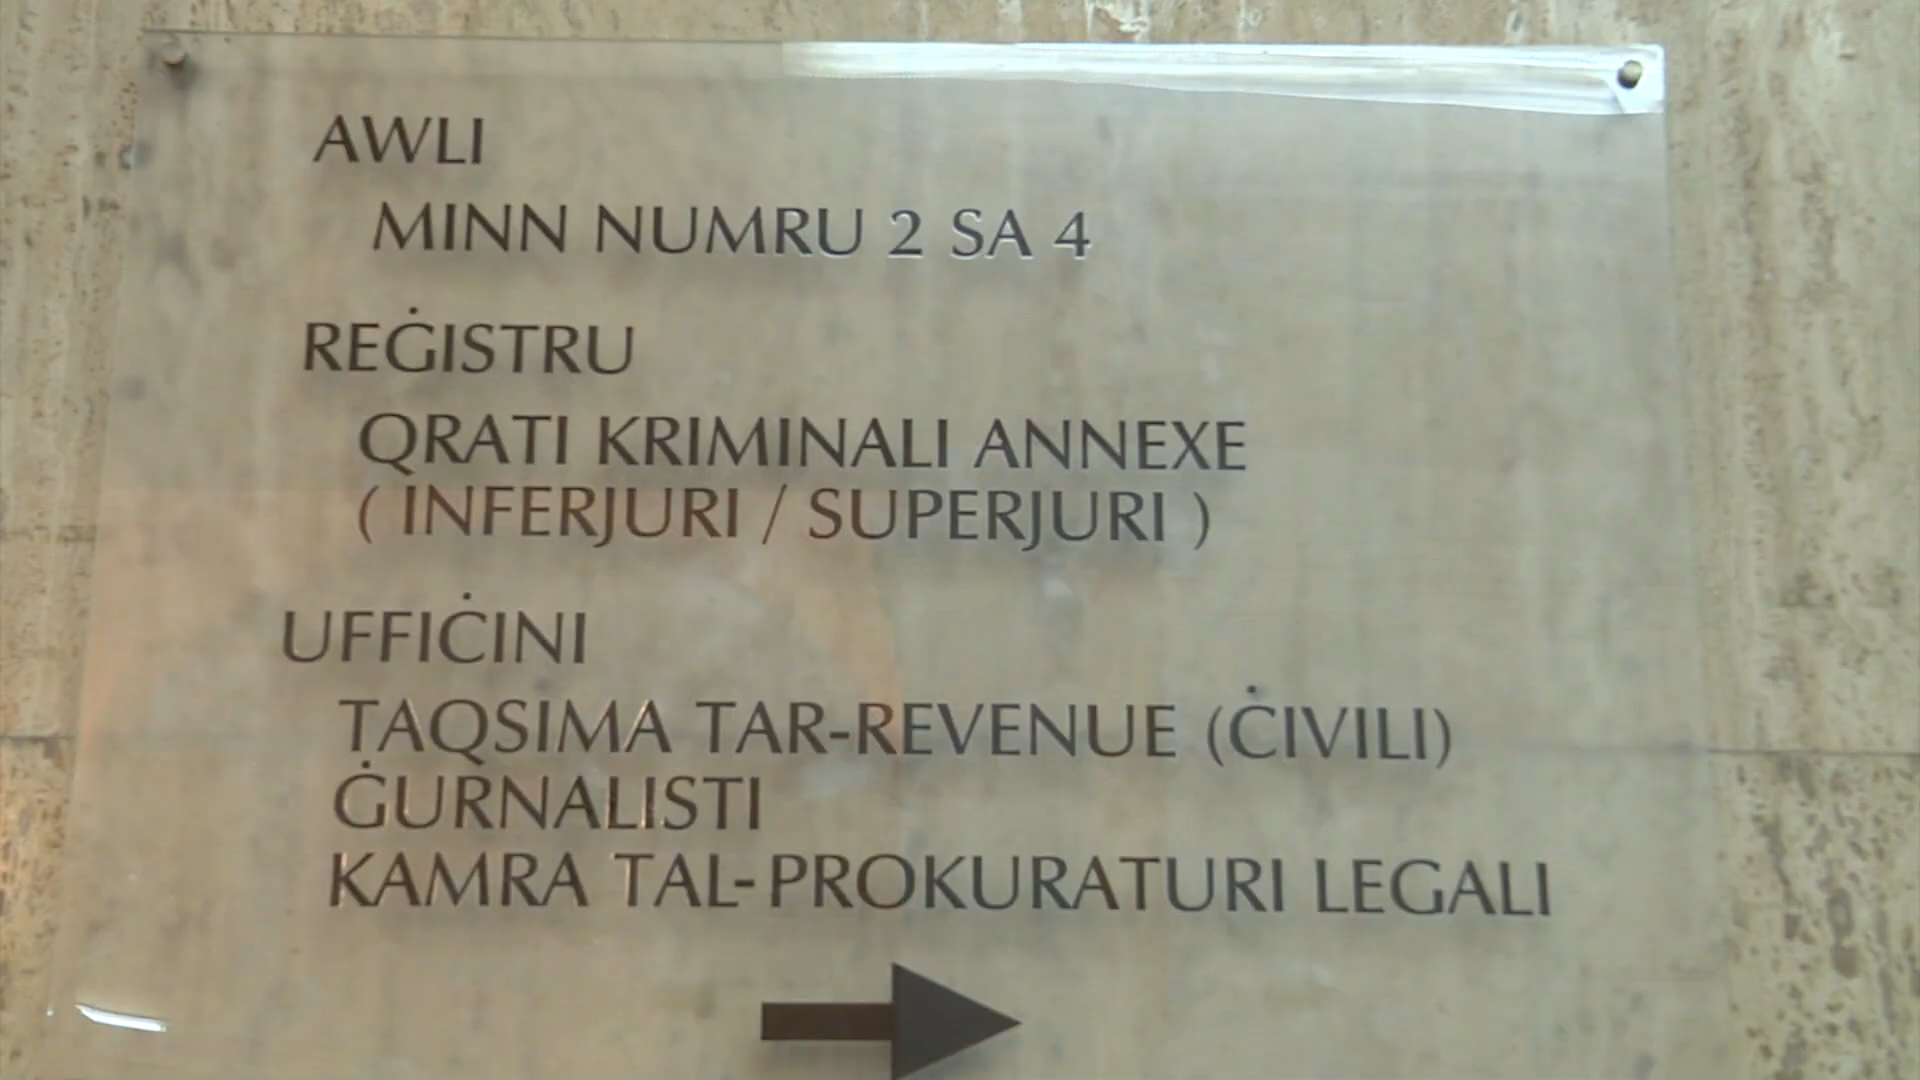 AWLI
MINN NUMRU 2 SA 4
REĠISTRU
QRATI KRIMINALI ANNEXE
( INFERJURI / SUPERJURI )
UFFIĊINI
TAQSIMA TAR-REVENUE (ĊIVILI)
ĠURNALISTI
KAMRA TAL-PROKURATURI LEGALI